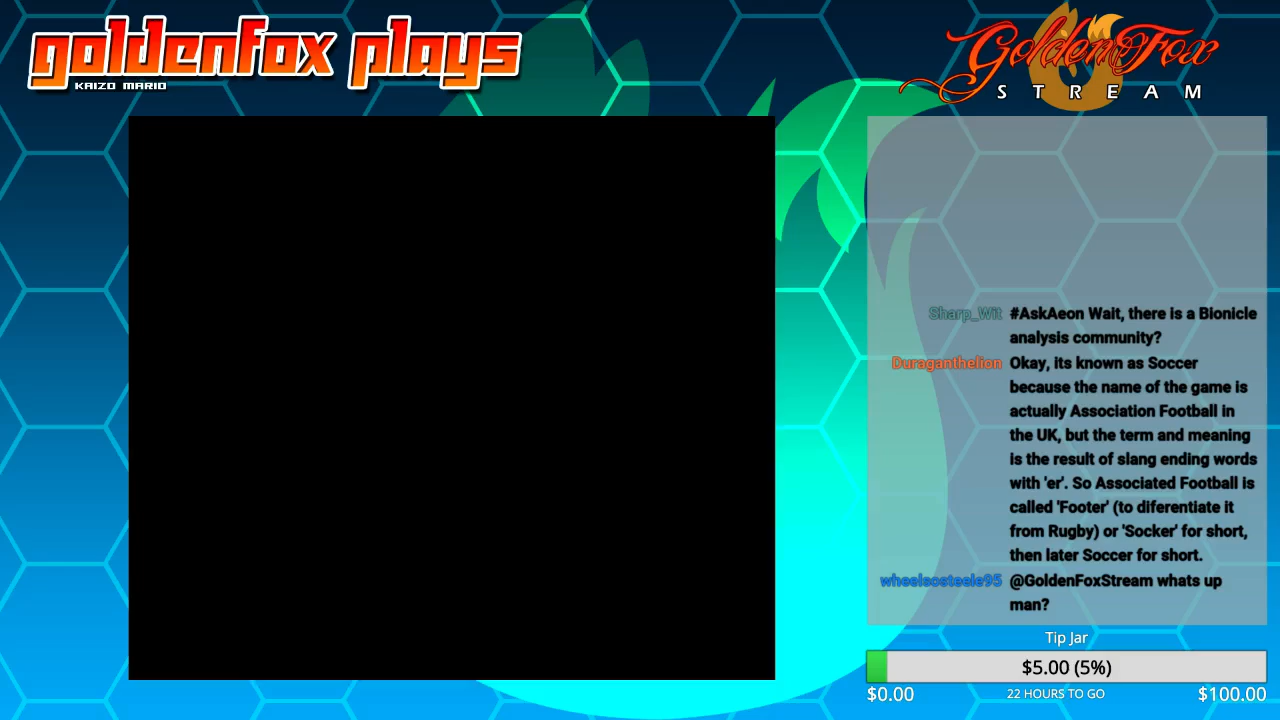 goldenfox plays
KAIZO MARIO
GoldenFox
STREAM
Sharp_Wit #AskAeon Wait, there is a Bionicle
analysis community?
Duraganthelion Okay, its known as Soccer
because the name of the game is
actually Association Football in
the UK, but the term and meaning
is the result of slang ending words
with 'er'. So Associated Football is
called 'Footer' (to diferentiate it
from Rugby) or 'Socker' for short,
then later Soccer for short.
wheelsosteele95 @GoldenFoxStream whats up
man?
Tip Jar
$5.00 (5%)
$0.00 22 HOURS TO GO $100.00